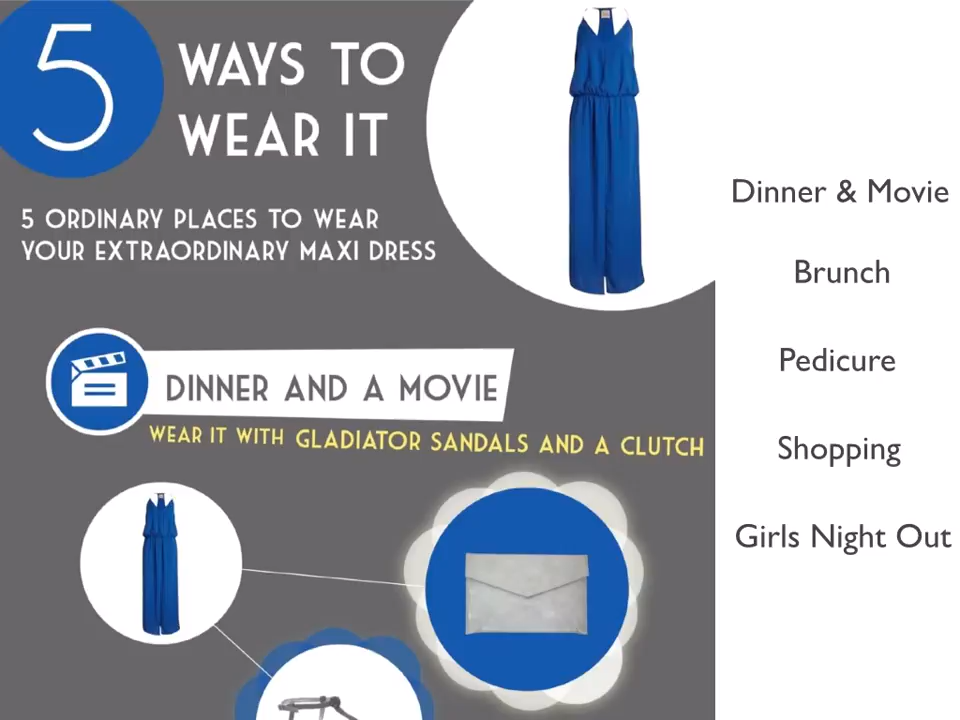 5 WAYS TO
WEAR IT
5 ORDINARY PLACES TO WEAR
YOUR EXTRAORDINARY MAXI DRESS
DINNER AND A MOVIE
WEAR IT WITH GLADIATOR SANDALS AND A CLUTCH
Dinner & Movie
Brunch
Pedicure
Shopping
Girls Night Out